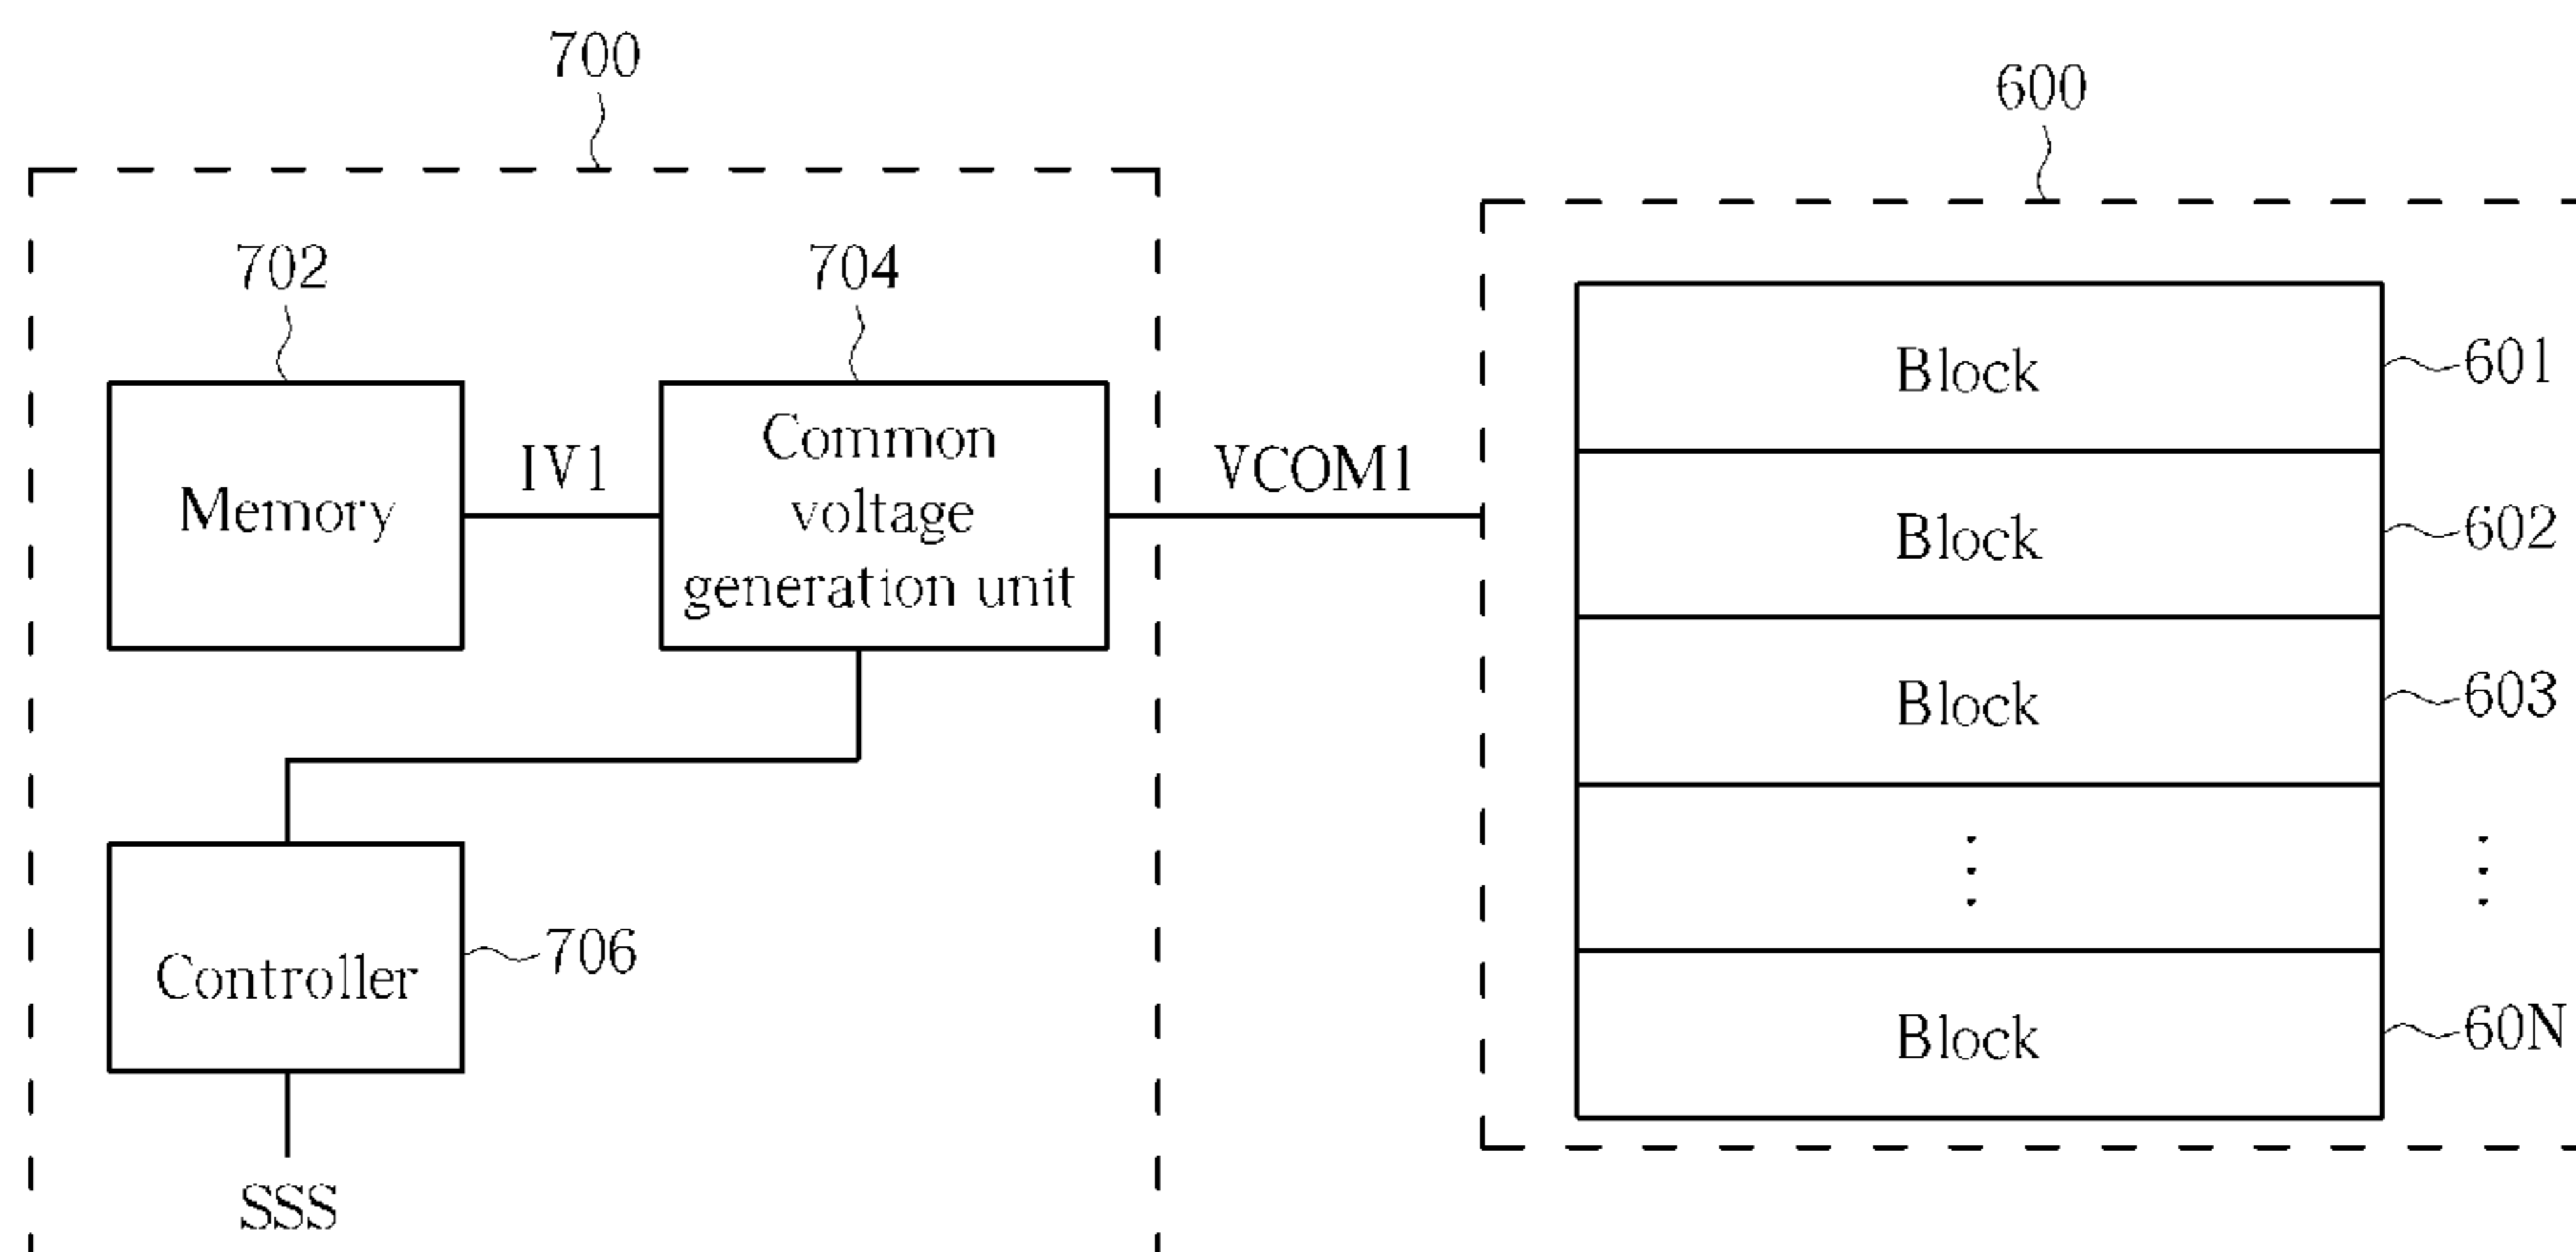 700
600
702
704
Memory
IV1
Common
voltage
generation unit
VCOM1
Controller
706
SSS
Block
601
Block
602
Block
603
Block
60N